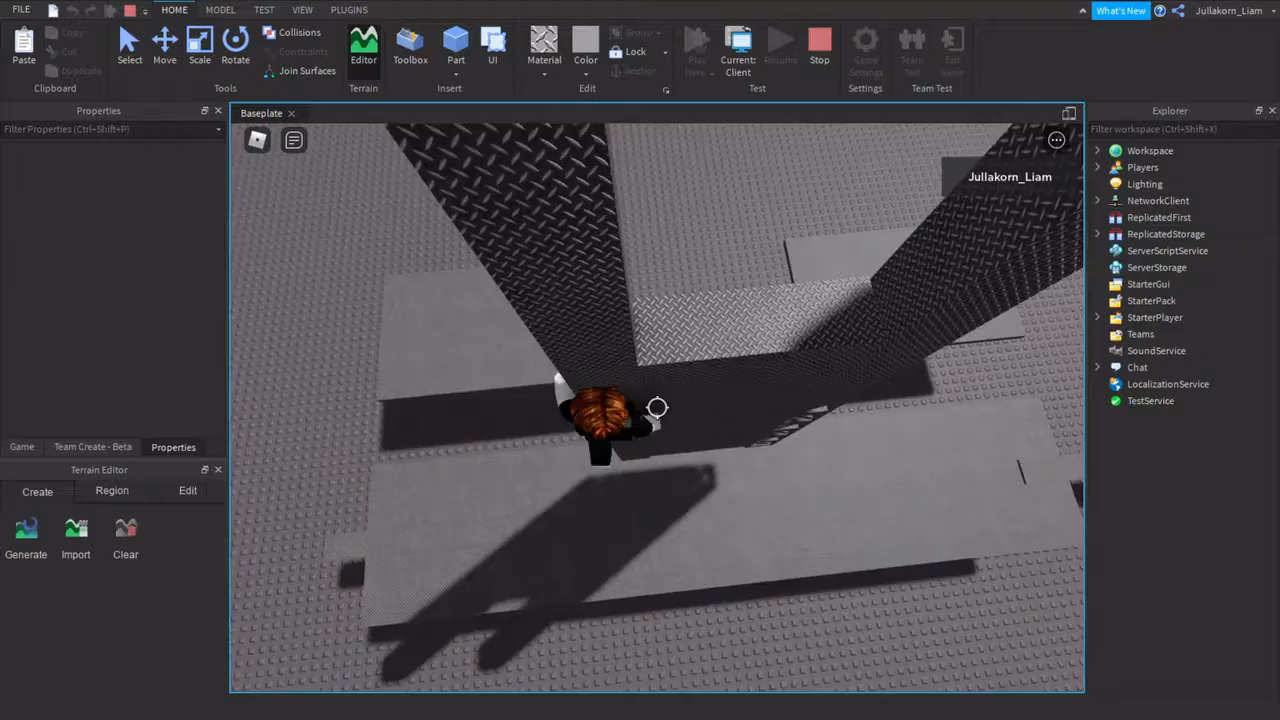 FILE HOME MODEL TEST VIEW PLUGINS What's New Jullakorn_Liam
Paste Copy Cut Duplicate Select Move Scale Rotate Collisions Constraints Join Surfaces Editor Toolbox Part UI Material Color Group Lock Anchor Play Here Current: Client Resume Stop Game Settings Team Test Exit Game
Clipboard Tools Terrain Insert Edit Test Settings Team Test
Properties
Filter Properties (Ctrl+Shift+P)
Game Team Create - Beta Properties
Terrain Editor
Create Region Edit
Generate Import Clear
Baseplate
Jullakorn_Liam
Explorer
Filter workspace (Ctrl+Shift+X)
Workspace
Players
Lighting
NetworkClient
ReplicatedFirst
ReplicatedStorage
ServerScriptService
ServerStorage
StarterGui
StarterPack
StarterPlayer
Teams
SoundService
Chat
LocalizationService
TestService